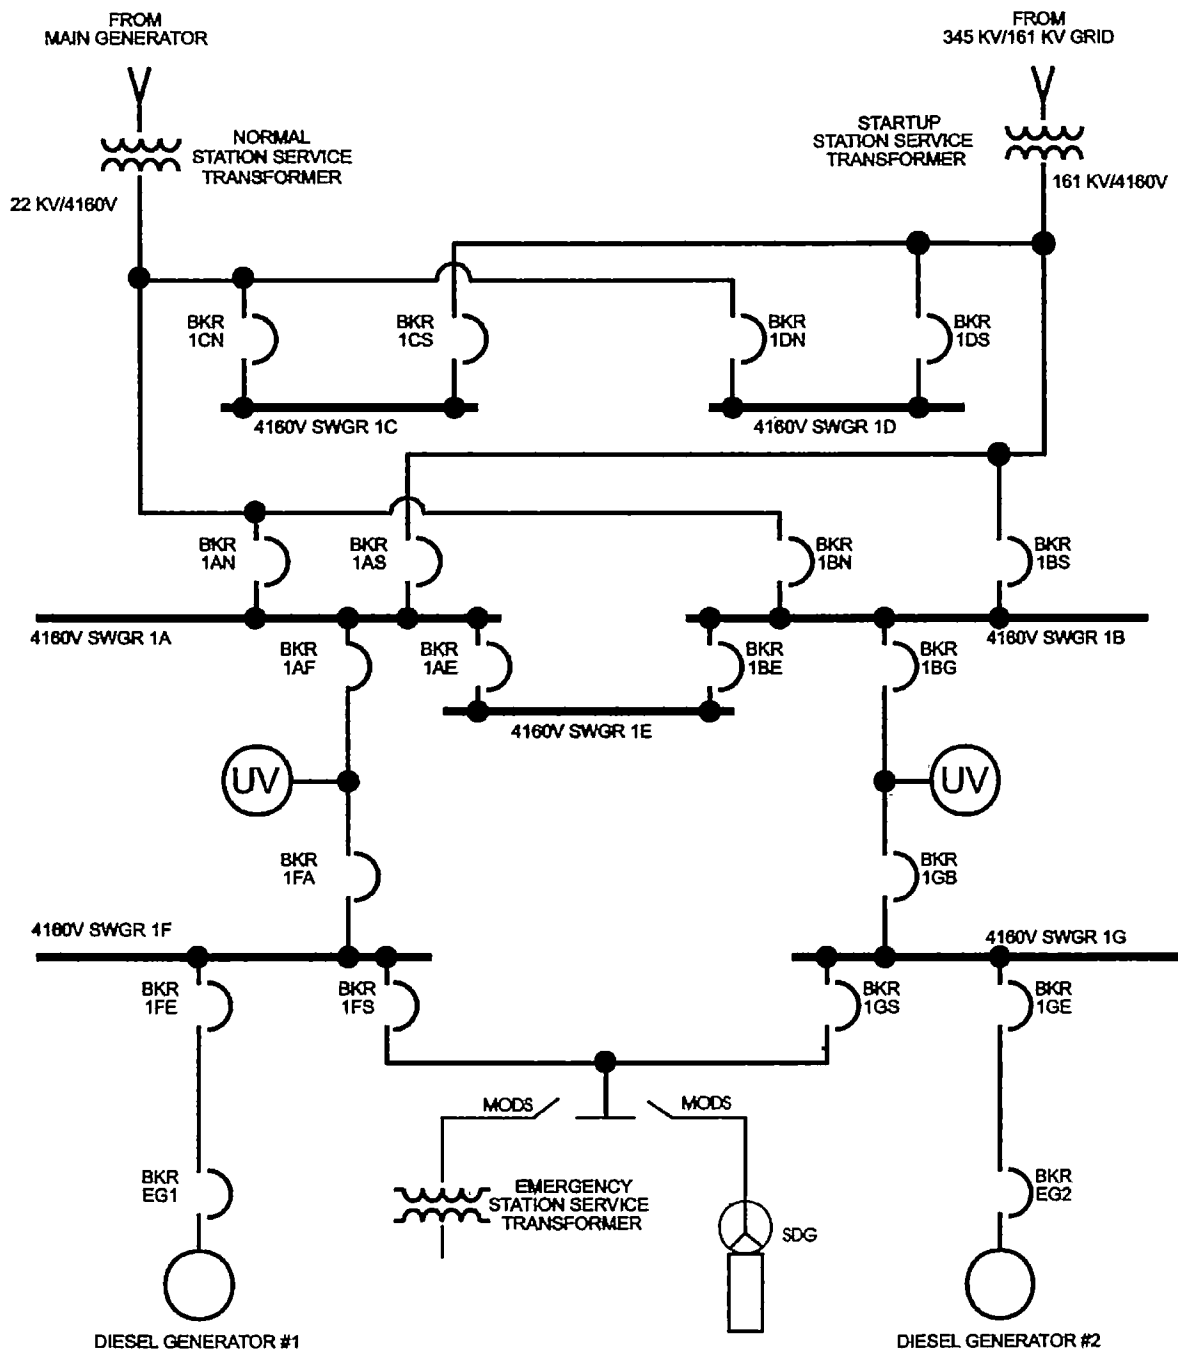 FROM
MAIN GENERATOR
FROM
345 KV/161 KV GRID
NORMAL
STATION SERVICE
TRANSFORMER
STARTUP
STATION SERVICE
TRANSFORMER
22 KV/4160V
161 KV/4160V
BKR
1CN
BKR
1CS
BKR
1DN
BKR
1DS
4160V SWGR 1C
4160V SWGR 1D
BKR
1AN
BKR
1AS
BKR
1BN
BKR
1BS
4160V SWGR 1A
4160V SWGR 1B
BKR
1AF
BKR
1AE
BKR
1BE
BKR
1BG
4160V SWGR 1E
UV
UV
BKR
1FA
BKR
1GB
4160V SWGR 1F
4160V SWGR 1G
BKR
1FE
BKR
1FS
BKR
1GS
BKR
1GE
MODS
MODS
BKR
EG1
EMERGENCY
STATION SERVICE
TRANSFORMER
SDG
BKR
EG2
DIESEL GENERATOR #1
DIESEL GENERATOR #2